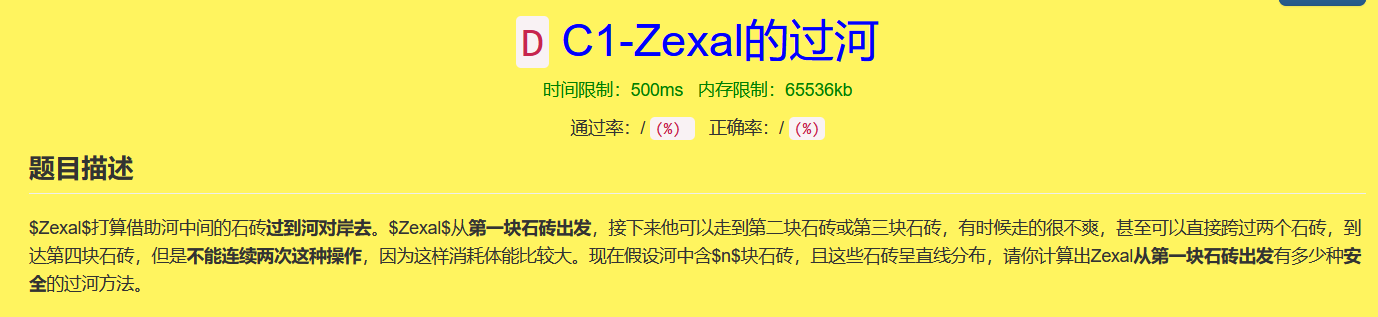 D C1-Zexal的过河
时间限制：500ms 内存限制：65536kb
通过率：/ (%) 正确率：/ (%)
题目描述
$Zexal$打算借助河中间的石砖过到河对岸去。$Zexal$从第一块石砖出发，接下来他可以走到第二块石砖或第三块石砖，有时候走的很不爽，甚至可以直接跨过两个石砖，到
达第四块石砖，但是不能连续两次这种操作，因为这样消耗体能比较大。现在假设河中含$n$块石砖，且这些石砖呈直线分布，请你计算出Zexal从第一块石砖出发有多少种安
全的过河方法。